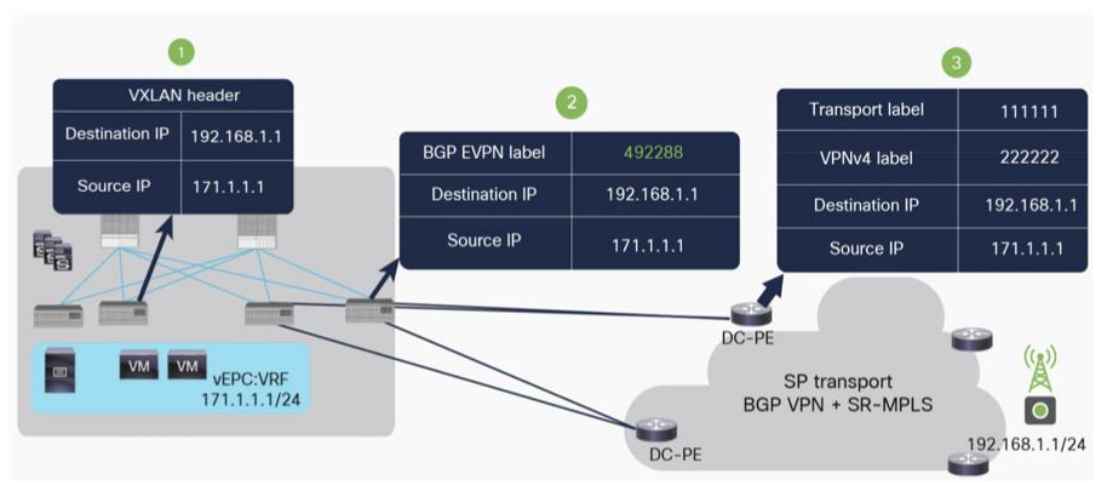 1
VXLAN header
Destination IP 192.168.1.1
Source IP 171.1.1.1
2
BGP EVPN label 492288
Destination IP 192.168.1.1
Source IP 171.1.1.1
3
Transport label 111111
VPNv4 label 222222
Destination IP 192.168.1.1
Source IP 171.1.1.1
VM VM
vEPC:VRF
171.1.1.1/24
DC-PE
DC-PE
SP transport
BGP VPN + SR-MPLS
192.168.1.1/24